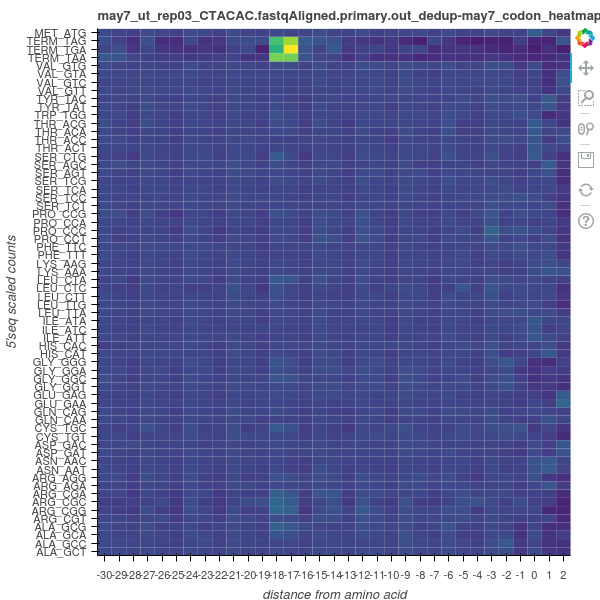 may7_ut_rep03_CTACAC.fastqAligned.primary.out_dedup-may7_codon_heatmap
MET_ATG
TERM_TAG
TERM_TGA
TERM_TAA
VAL_GTG
VAL_GTA
VAL_GTC
VAL_GTT
TYR_TAC
TYR_TAT
TRP_TGG
THR_ACG
THR_ACA
THR_ACC
THR_ACT
SER_CTG
SER_AGC
SER_AGT
SER_TCG
SER_TCA
SER_TCC
SER_TCT
PRO_CCG
PRO_CCA
PRO_CCC
PRO_CCT
PHE_TTC
PHE_TTT
LYS_AAG
LYS_AAA
LEU_CTA
LEU_CTC
LEU_CTT
LEU_TTG
LEU_TTA
ILE_ATA
ILE_ATC
ILE_ATT
HIS_CAC
HIS_CAT
GLY_GGG
GLY_GGA
GLY_GGC
GLY_GGT
GLU_GAG
GLU_GAA
GLN_CAG
GLN_CAA
CYS_TGC
CYS_TGT
ASP_GAC
ASP_GAT
ASN_AAC
ASN_AAT
ARG_AGG
ARG_AGA
ARG_CGA
ARG_CGC
ARG_CGG
ARG_CGT
ALA_GCG
ALA_GCA
ALA_GCC
ALA_GCT
5'seq scaled counts
-30 -29 -28 -27 -26 -25 -24 -23 -22 -21 -20 -19 -18 -17 -16 -15 -14 -13 -12 -11 -10 -9 -8 -7 -6 -5 -4 -3 -2 -1 0 1 2
distance from amino acid